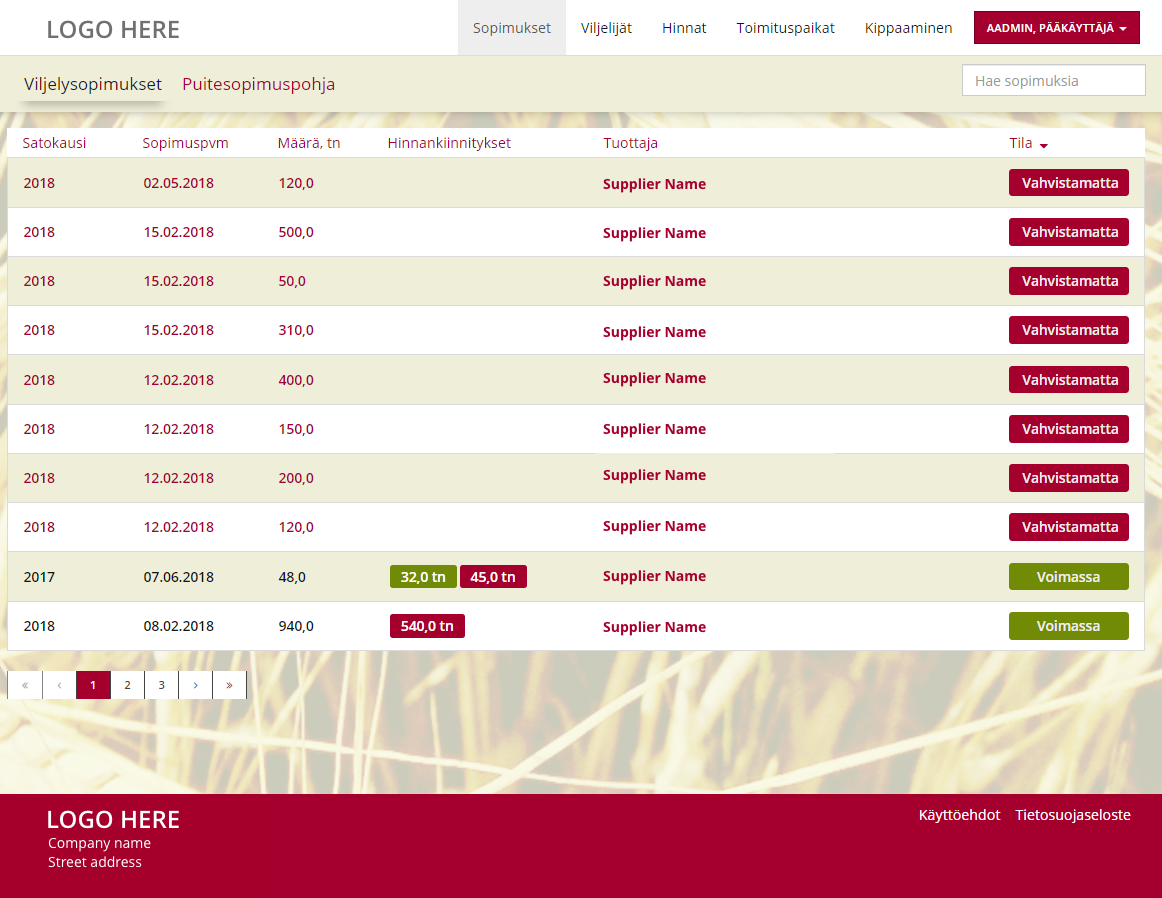 LOGO HERE Sopimukset Viljelijät Hinnat Toimituspaikat Kippaaminen AADMIN, PÄÄKÄYTTÄJÄ
Viljelysopimukset Puitesopimuspohja Hae sopimuksia
Satokausi Sopimuspvm Määrä, tn Hinnankiinnitykset Tuottaja Tila
2018 02.05.2018 120,0 Supplier Name Vahvistamatta
2018 15.02.2018 500,0 Supplier Name Vahvistamatta
2018 15.02.2018 50,0 Supplier Name Vahvistamatta
2018 15.02.2018 310,0 Supplier Name Vahvistamatta
2018 12.02.2018 400,0 Supplier Name Vahvistamatta
2018 12.02.2018 150,0 Supplier Name Vahvistamatta
2018 12.02.2018 200,0 Supplier Name Vahvistamatta
2018 12.02.2018 120,0 Supplier Name Vahvistamatta
2017 07.06.2018 48,0 32,0 tn 45,0 tn Supplier Name Voimassa
2018 08.02.2018 940,0 540,0 tn Supplier Name Voimassa
« ‹ 1 2 3 › »
LOGO HERE Käyttöehdot Tietosuojaseloste
Company name
Street address